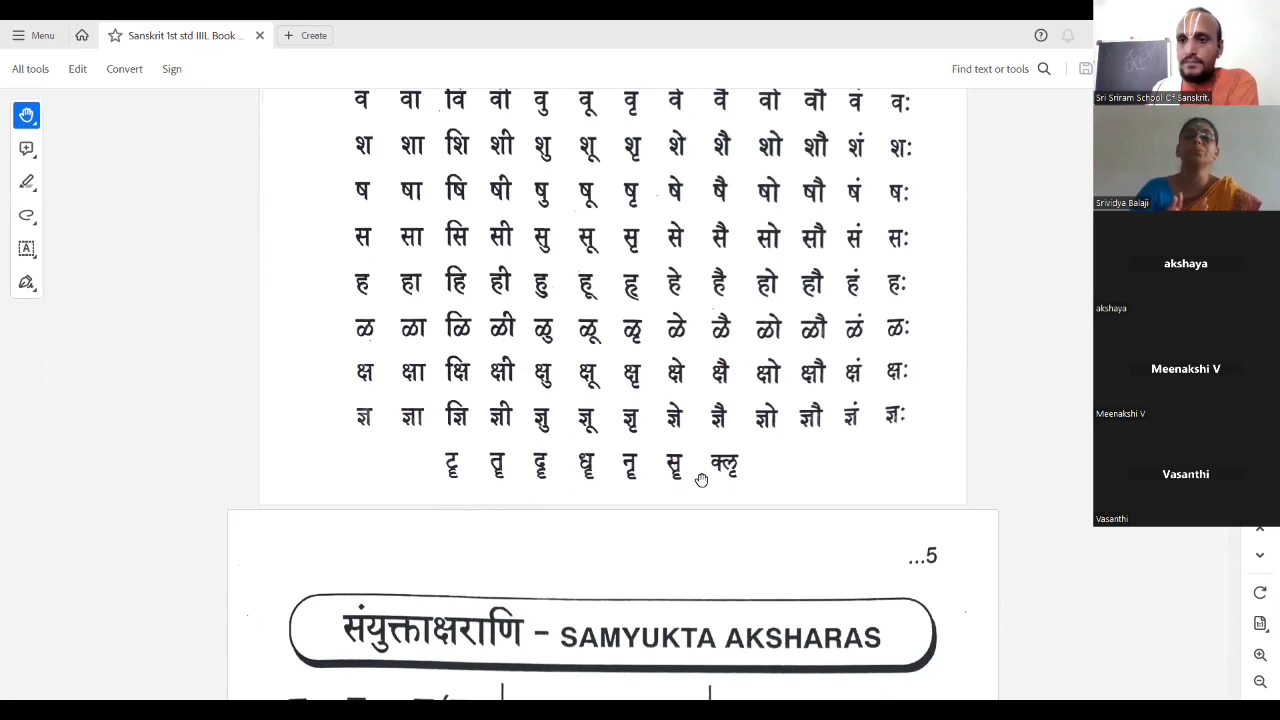 Menu
Sanskrit 1st std IIIL Book ...
Create
All tools Edit Convert Sign
Find text or tools
व वा वि वी वु वू वृ वे वै वो वौ वं वः
श शा शि शी शु शू शृ शे शै शो शौ शं शः
ष षा षि षी षु षू षृ षे षै षो षौ षं षः
स सा सि सी सु सू सृ से सै सो सौ सं सः
ह हा हि ही हु हू हृ हे है हो हौ हं हः
ळ ळा ळि ळी ळु ळू ळृ ळे ळै ळो ळौ ळं ळः
क्ष क्षा क्षि क्षी क्षु क्षू क्षृ क्षे क्षै क्षो क्षौ क्षं क्षः
ज्ञ ज्ञा ज्ञि ज्ञी ज्ञु ज्ञू ज्ञृ ज्ञे ज्ञै ज्ञो ज्ञौ ज्ञं ज्ञः
टॄ तॄ दॄ धॄ नॄ सॄ क्लृ
...5
संयुक्ताक्षराणि – SAMYUKTA AKSHARAS
Sri Sriram School Of Sanskrit.
Srividya Balaji
akshaya
akshaya
Meenakshi V
Meenakshi V
Vasanthi
Vasanthi